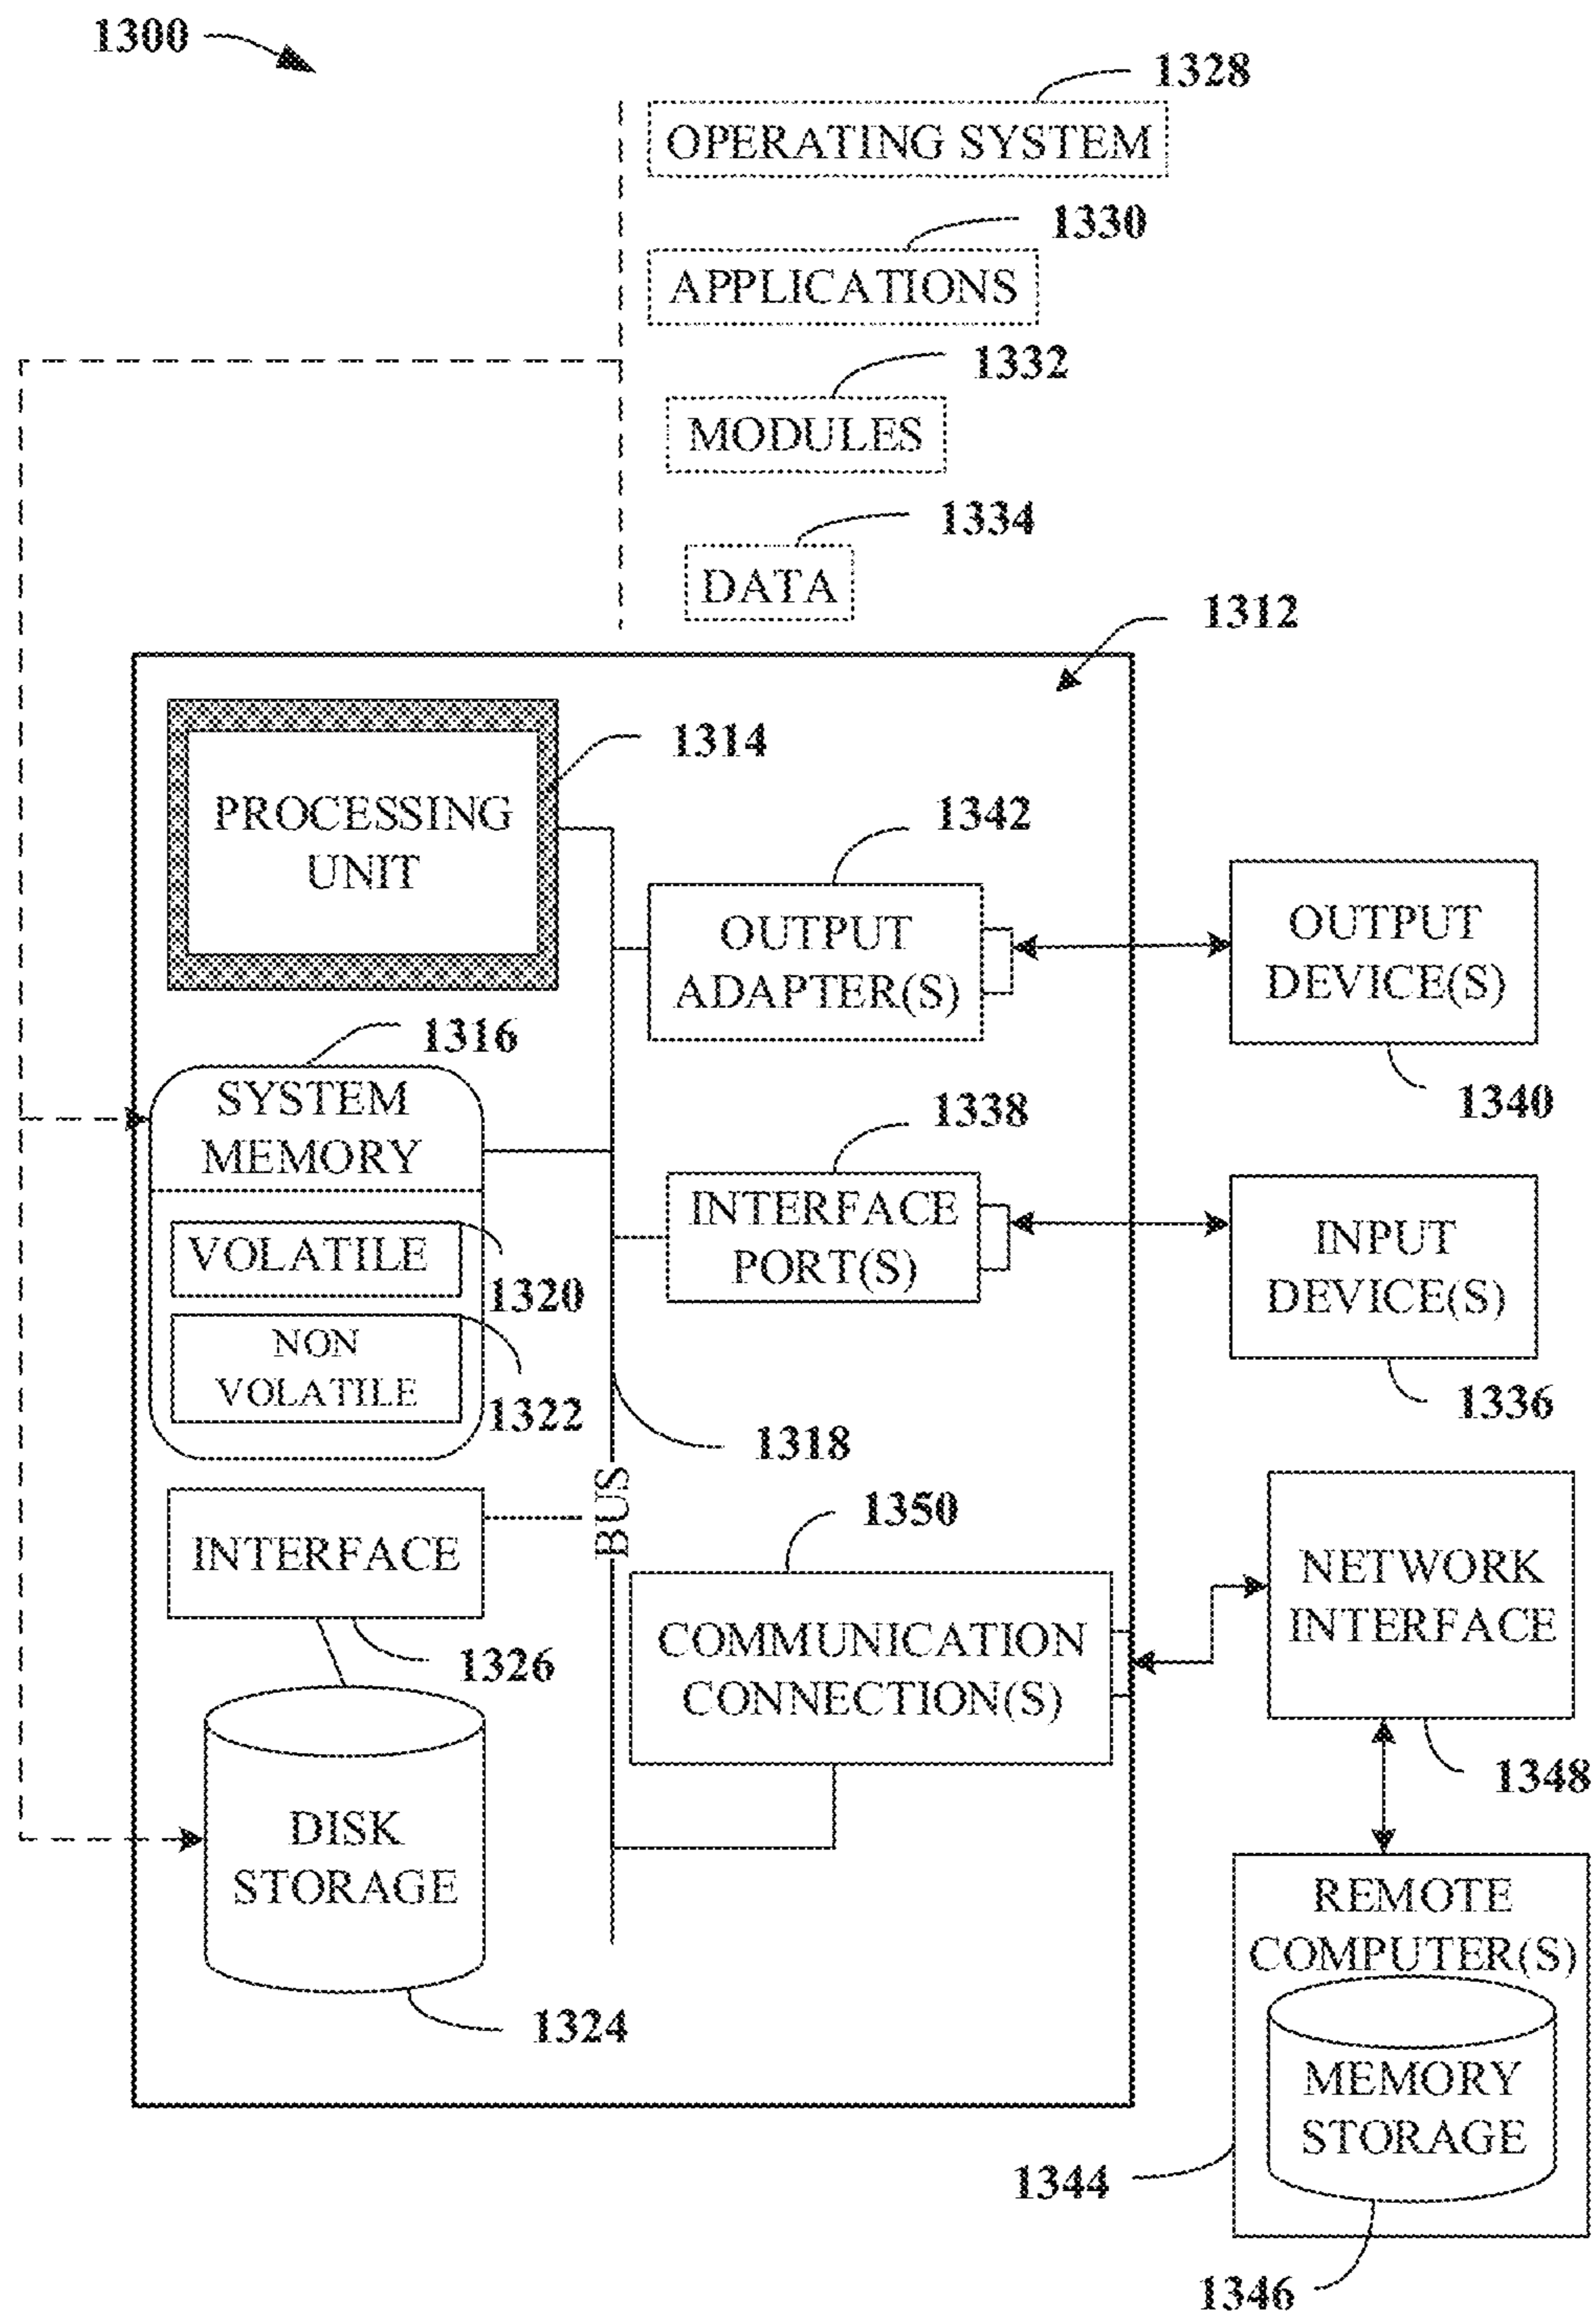 1300
1328
OPERATING SYSTEM
1330
APPLICATIONS
1332
MODULES
1334
DATA
1312
1314
PROCESSING
UNIT
1342
OUTPUT
ADAPTER(S)
OUTPUT
DEVICE(S)
1340
1316
SYSTEM
MEMORY
VOLATILE
1320
NON
VOLATILE
1322
1338
INTERFACE
PORT(S)
INPUT
DEVICE(S)
1336
1318
BUS
INTERFACE
1326
1350
COMMUNICATION
CONNECTION(S)
NETWORK
INTERFACE
1348
DISK
STORAGE
1324
REMOTE
COMPUTER(S)
MEMORY
STORAGE
1344
1346